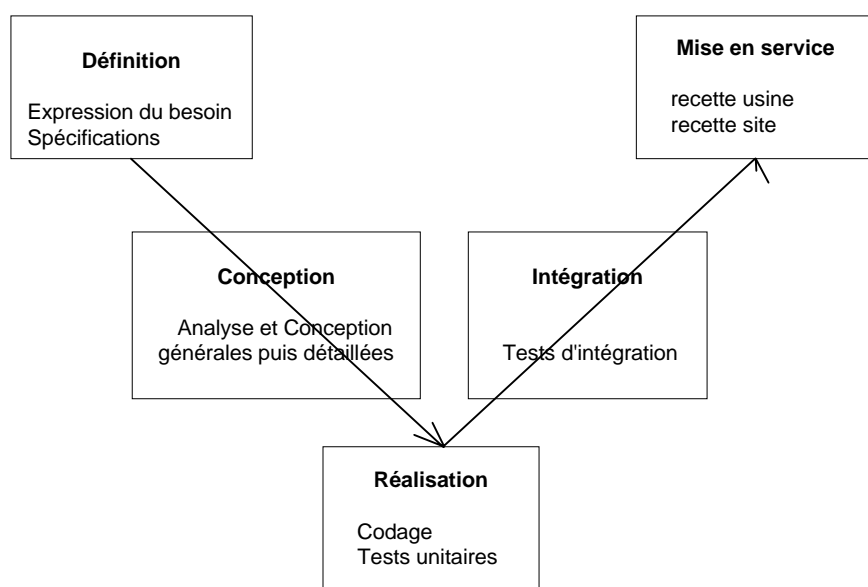 Définition
Expression du besoin
Spécifications
Mise en service
recette usine
recette site
Conception
Analyse et Conception
générales puis détaillées
Intégration
Tests d'intégration
Réalisation
Codage
Tests unitaires